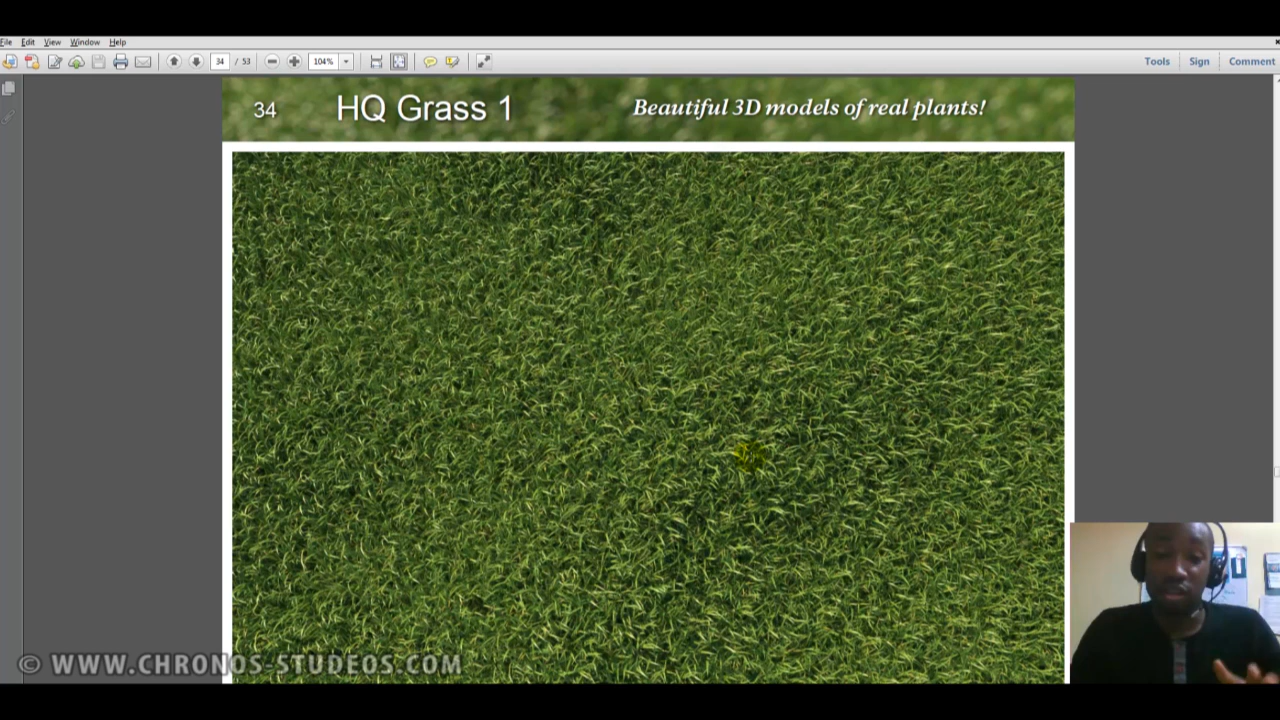 File Edit View Window Help
34 / 53 104% Tools Sign Comment
34 HQ Grass 1 Beautiful 3D models of real plants!
© WWW.CHRONOS-STUDEOS.COM